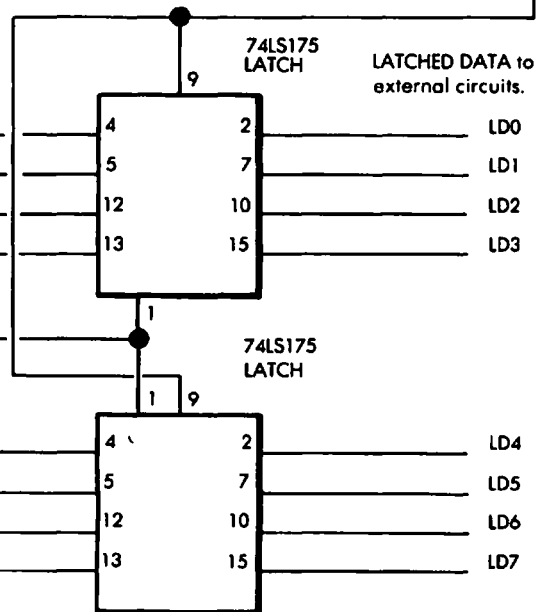 74LS175
LATCH
LATCHED DATA to
external circuits.
9
4 2 LD0
5 7 LD1
12 10 LD2
13 15 LD3
1
74LS175
LATCH
1 9
4 2 LD4
5 7 LD5
12 10 LD6
13 15 LD7